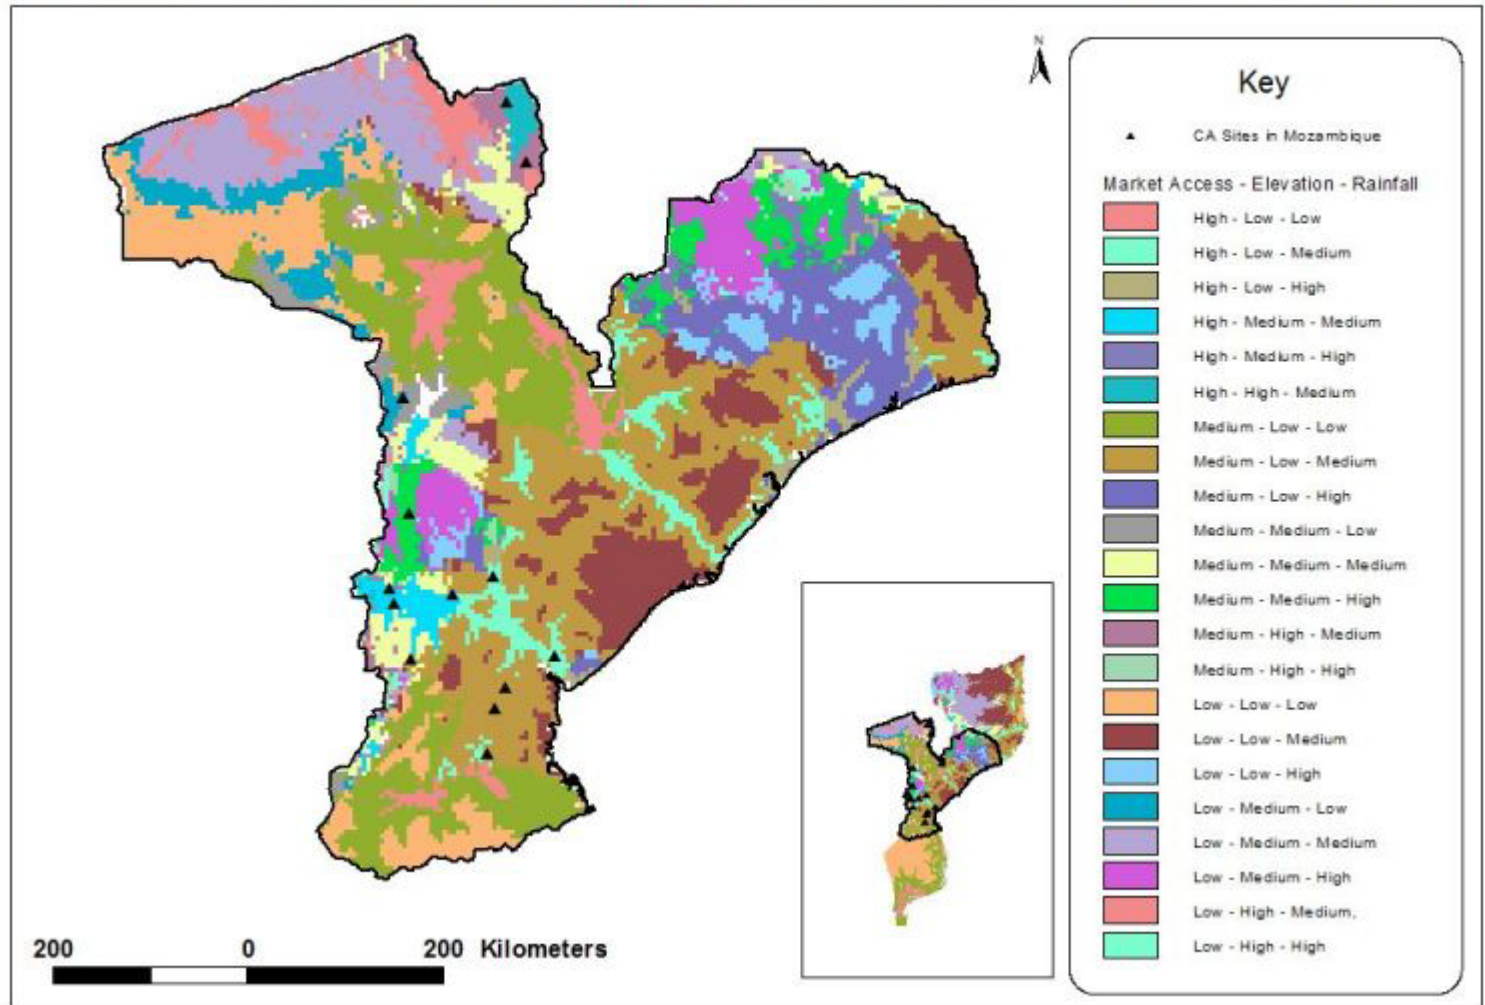 N
Key
CA Sites in Mozambique
Market Access - Elevation - Rainfall
High - Low - Low
High - Low - Medium
High - Low - High
High - Medium - Medium
High - Medium - High
High - High - Medium
Medium - Low - Low
Medium - Low - Medium
Medium - Low - High
Medium - Medium - Low
Medium - Medium - Medium
Medium - Medium - High
Medium - High - Medium
Medium - High - High
Low - Low - Low
Low - Low - Medium
Low - Low - High
Low - Medium - Low
Low - Medium - Medium
Low - Medium - High
Low - High - Medium,
Low - High - High
200 0 200 Kilometers